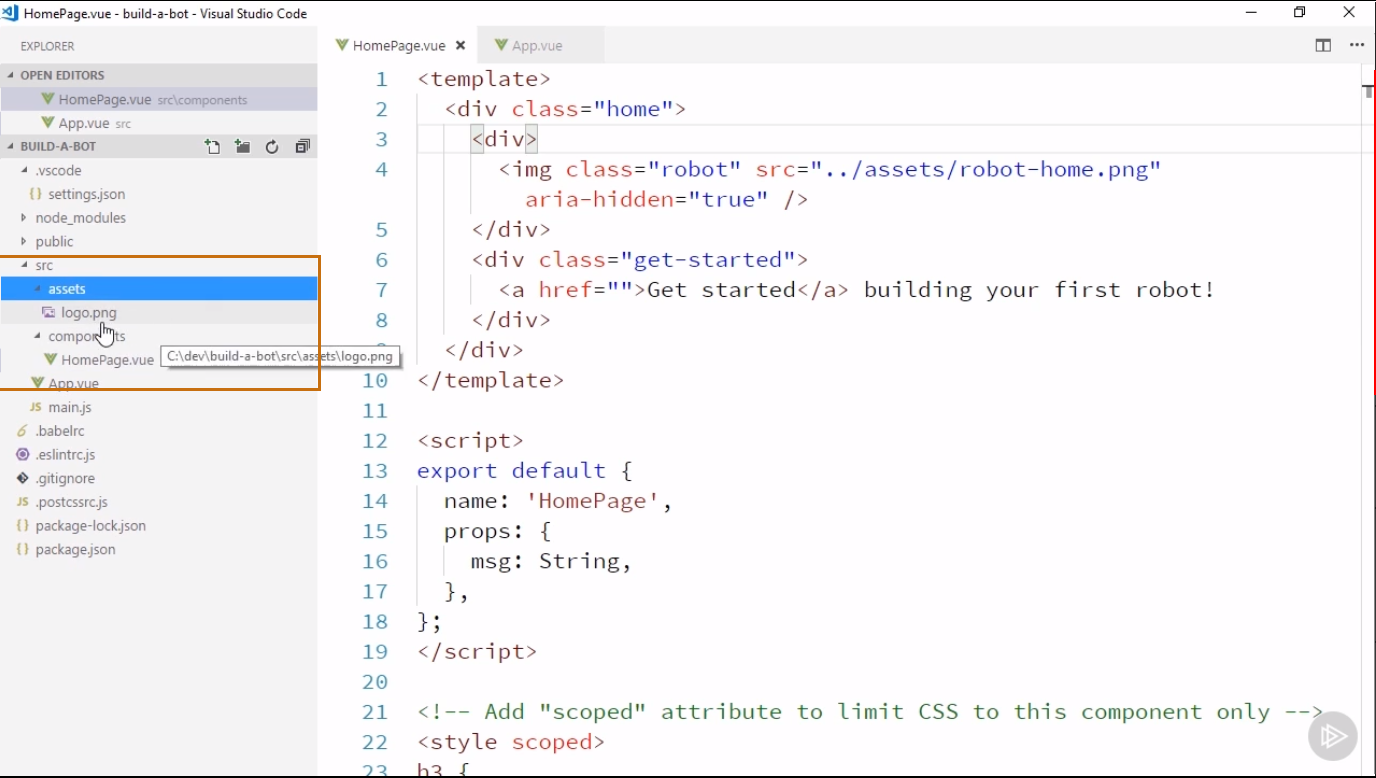 HomePage.vue - build-a-bot - Visual Studio Code
EXPLORER
OPEN EDITORS
HomePage.vue src\components
App.vue src
BUILD-A-BOT
.vscode
{} settings.json
node_modules
public
src
assets
logo.png
components
HomePage.vue
C:\dev\build-a-bot\src\assets\logo.png
App.vue
JS main.js
.babelrc
.eslintrc.js
.gitignore
JS .postcssrc.js
{} package-lock.json
{} package.json
HomePage.vue
App.vue
1 <template>
2 <div class="home">
3 <div>
4 <img class="robot" src="../assets/robot-home.png"
aria-hidden="true" />
5 </div>
6 <div class="get-started">
7 <a href="">Get started</a> building your first robot!
8 </div>
</div>
10 </template>
11
12 <script>
13 export default {
14 name: 'HomePage',
15 props: {
16 msg: String,
17 },
18 };
19 </script>
20
21 <!-- Add "scoped" attribute to limit CSS to this component only -->
22 <style scoped>
23 h3 {